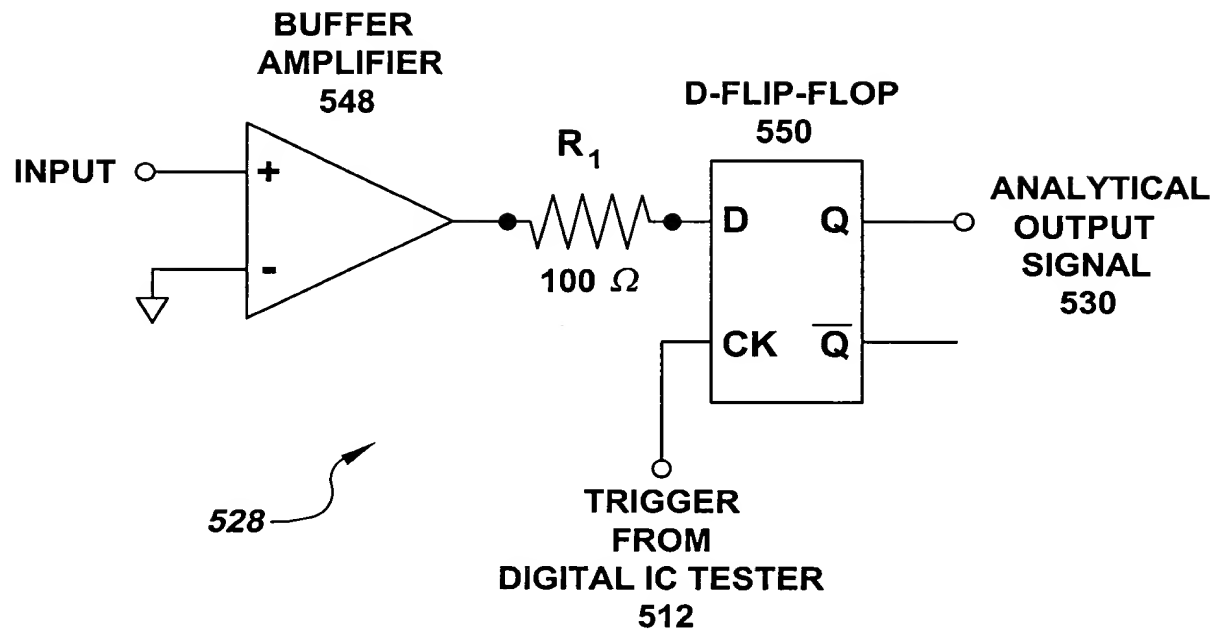 BUFFER
AMPLIFIER
548
INPUT
+
-
R1
100 Ω
D-FLIP-FLOP
550
D Q
CK Q̅
ANALYTICAL
OUTPUT
SIGNAL
530
TRIGGER
FROM
DIGITAL IC TESTER
512
528